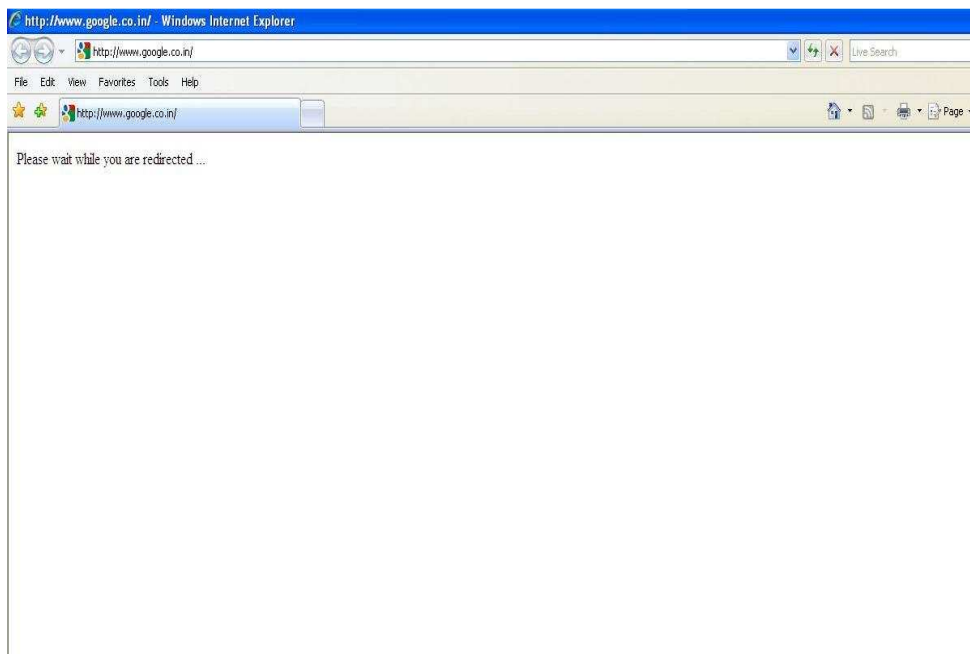 http://www.google.co.in/ - Windows Internet Explorer
http://www.google.co.in/ Live Search
File Edit View Favorites Tools Help
http://www.google.co.in/ Page
Please wait while you are redirected ...